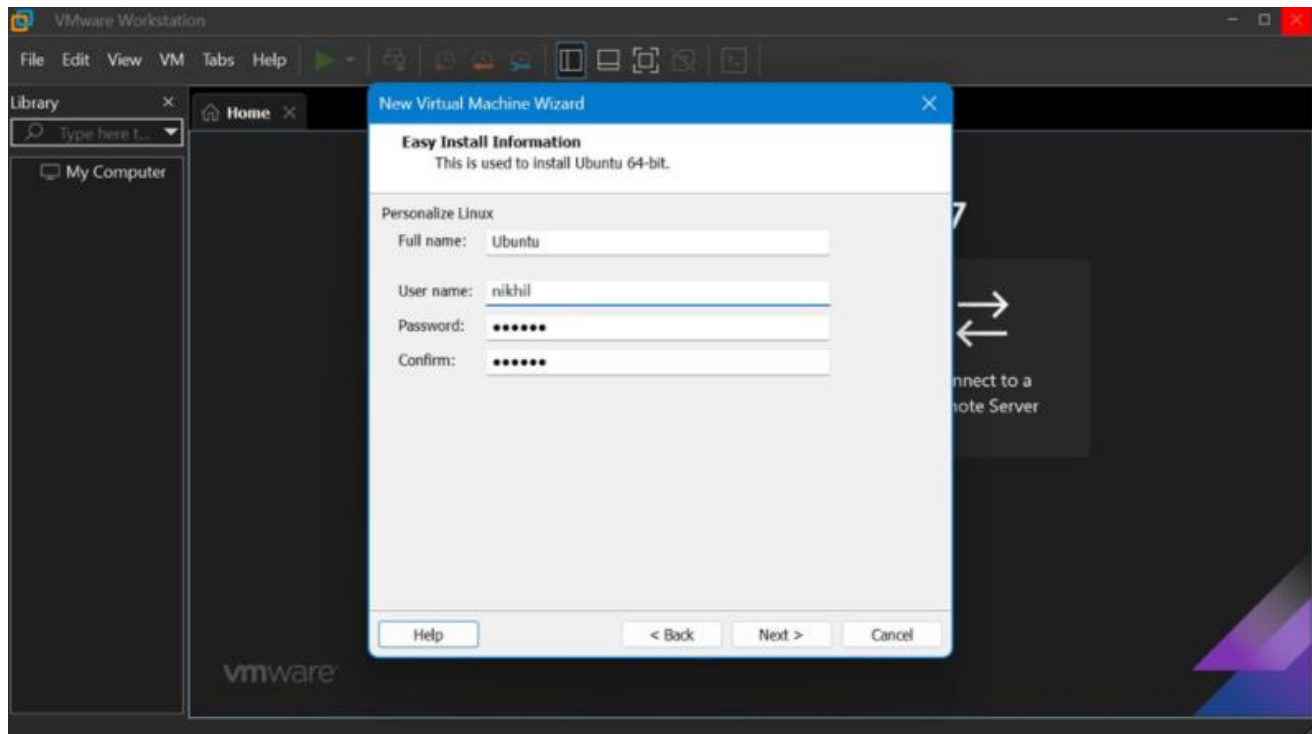 VMware Workstation
File Edit View VM Tabs Help
Library
Type here t...
My Computer
Home
New Virtual Machine Wizard
Easy Install Information
This is used to install Ubuntu 64-bit.
Personalize Linux
Full name: Ubuntu
User name: nikhil
Password: ●●●●●●
Confirm: ●●●●●●
7
nnect to a
note Server
Help < Back Next > Cancel
vmware